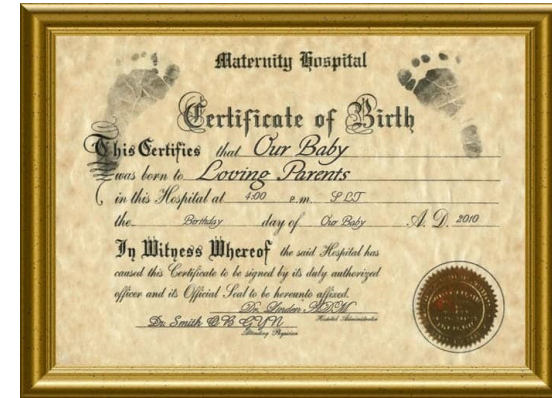 Maternity Hospital
Certificate of Birth
This Certifies that Our Baby
was born to Loving Parents
in this Hospital at 4:00 p.m. SLT
the Birthday day of Our Baby A. D. 2010
In Witness Whereof the said Hospital has
caused this Certificate to be signed by its duly authorized
officer and its Official Seal to be hereunto affixed.
Dr.
Hospital Administrator
Dr. Smith OB GYN
Attending Physician